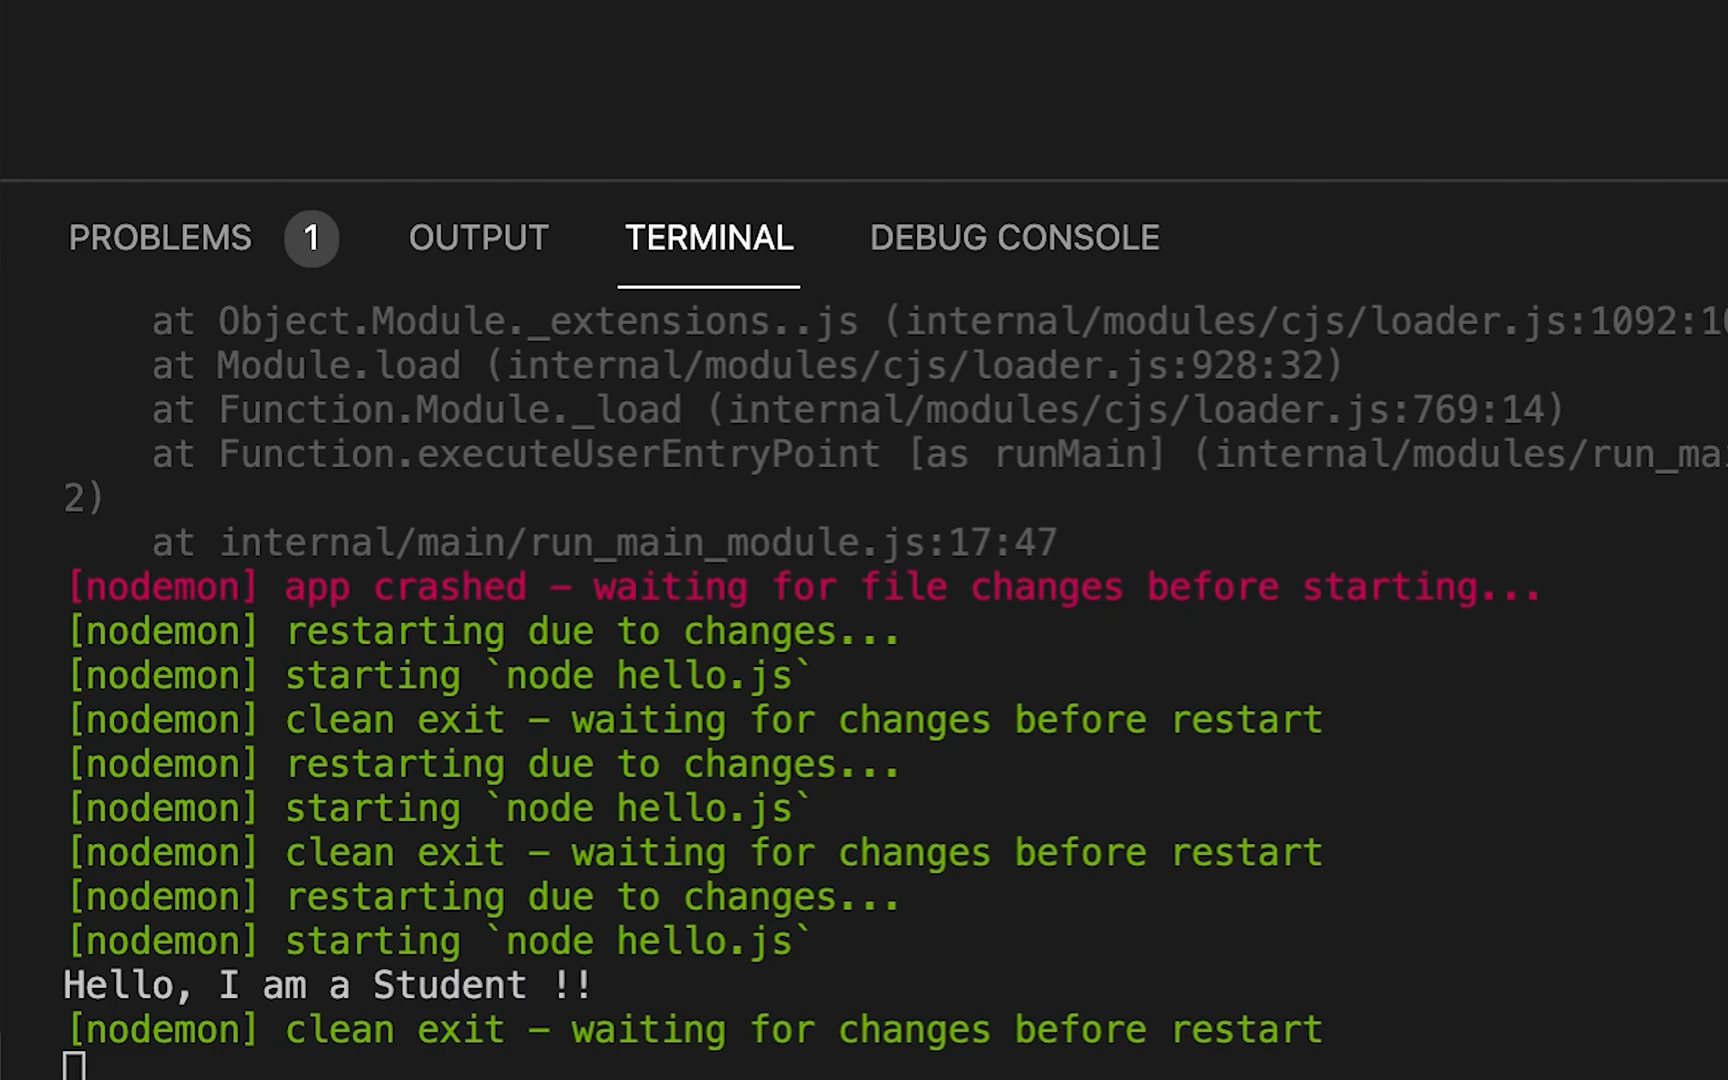 PROBLEMS 1 OUTPUT TERMINAL DEBUG CONSOLE
at Object.Module._extensions..js (internal/modules/cjs/loader.js:1092:1
at Module.load (internal/modules/cjs/loader.js:928:32)
at Function.Module._load (internal/modules/cjs/loader.js:769:14)
at Function.executeUserEntryPoint [as runMain] (internal/modules/run_ma
2)
at internal/main/run_main_module.js:17:47
[nodemon] app crashed – waiting for file changes before starting...
[nodemon] restarting due to changes...
[nodemon] starting `node hello.js`
[nodemon] clean exit – waiting for changes before restart
[nodemon] restarting due to changes...
[nodemon] starting `node hello.js`
[nodemon] clean exit – waiting for changes before restart
[nodemon] restarting due to changes...
[nodemon] starting `node hello.js`
Hello, I am a Student !!
[nodemon] clean exit – waiting for changes before restart